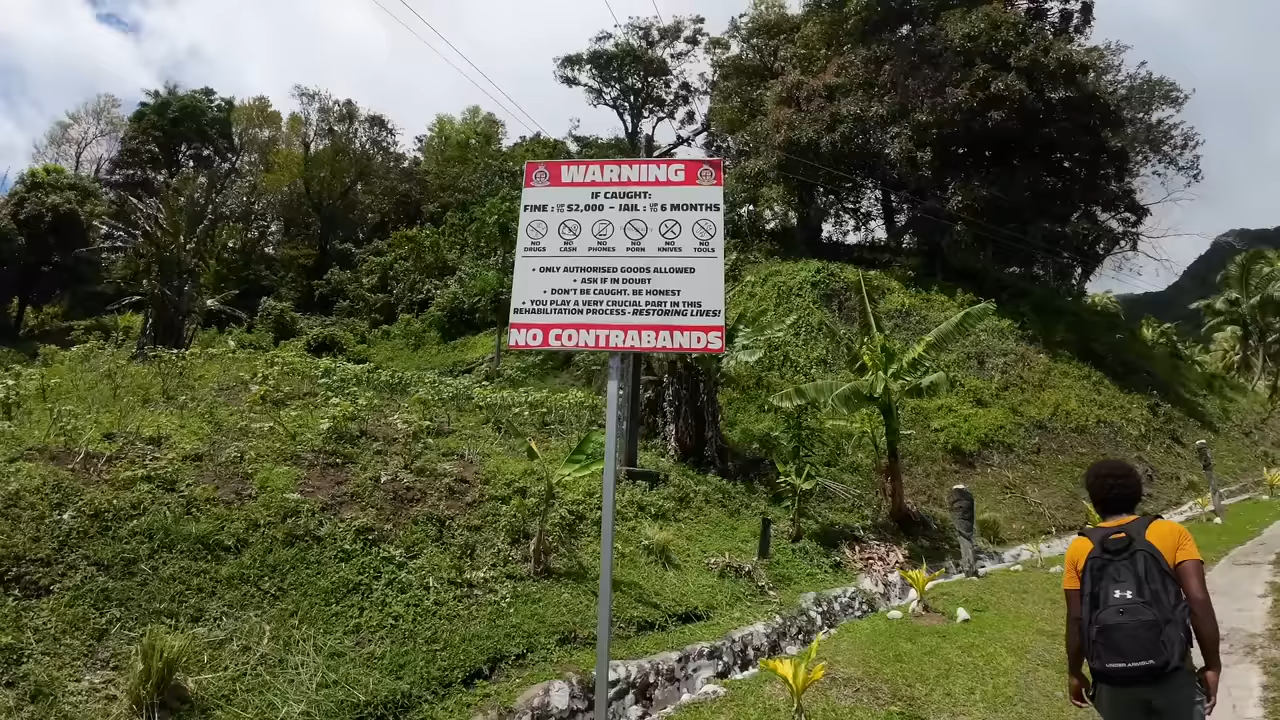 WARNING
IF CAUGHT:
FINE : UP TO $2,000 - JAIL : UP TO 6 MONTHS
NO DRUGS NO CASH NO PHONES NO PORN NO KNIVES NO TOOLS
• ONLY AUTHORISED GOODS ALLOWED
• ASK IF IN DOUBT
• DON'T BE CAUGHT. BE HONEST
• YOU PLAY A VERY CRUCIAL PART IN THIS
REHABILITATION PROCESS - RESTORING LIVES!
NO CONTRABANDS
UNDER ARMOUR